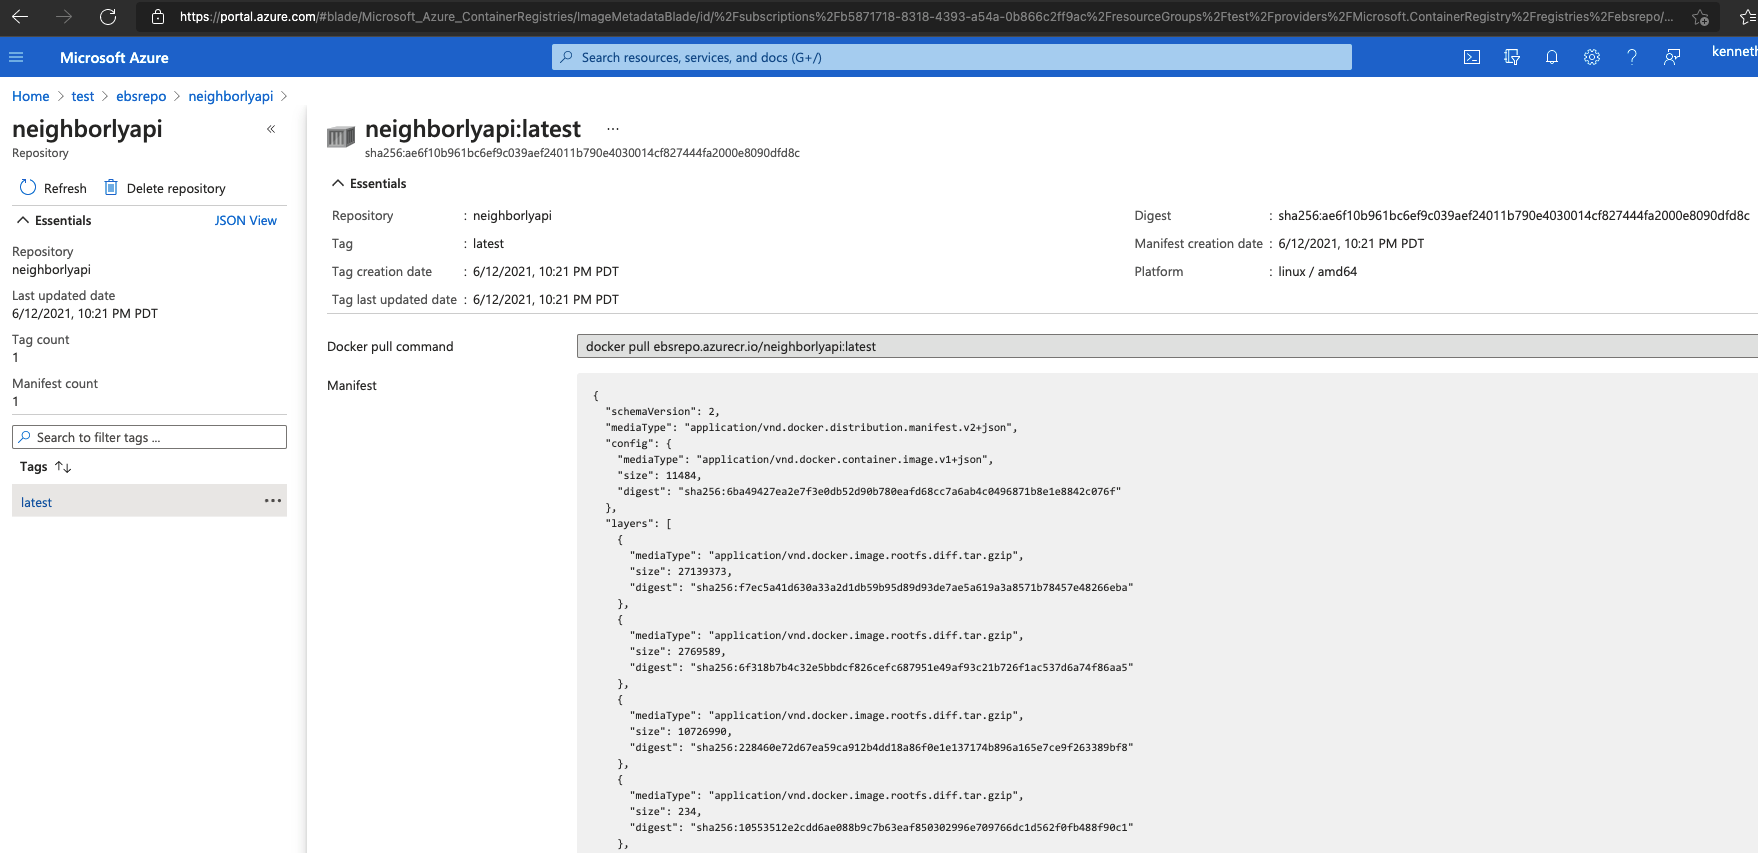 https://portal.azure.com/#blade/Microsoft_Azure_ContainerRegistries/ImageMetadataBlade/id/%2Fsubscriptions%2Fb5871718-8318-4393-a54a-0b866c2ff9ac%2FresourceGroups%2Ftest%2Fproviders%2FMicrosoft.ContainerRegistry%2Fregistries%2Febsrepo/...
Microsoft Azure
Search resources, services, and docs (G+/)
kenneth
Home > test > ebsrepo > neighborlyapi >
neighborlyapi
Repository
Refresh
Delete repository
Essentials
JSON View
Repository
neighborlyapi
Last updated date
6/12/2021, 10:21 PM PDT
Tag count
1
Manifest count
1
Search to filter tags ...
Tags
latest
neighborlyapi:latest
sha256:ae6f10b961bc6ef9c039aef24011b790e4030014cf827444fa2000e8090dfd8c
Essentials
Repository : neighborlyapi
Tag : latest
Tag creation date : 6/12/2021, 10:21 PM PDT
Tag last updated date : 6/12/2021, 10:21 PM PDT
Digest : sha256:ae6f10b961bc6ef9c039aef24011b790e4030014cf827444fa2000e8090dfd8c
Manifest creation date : 6/12/2021, 10:21 PM PDT
Platform : linux / amd64
Docker pull command
docker pull ebsrepo.azurecr.io/neighborlyapi:latest
Manifest
{
"schemaVersion": 2,
"mediaType": "application/vnd.docker.distribution.manifest.v2+json",
"config": {
"mediaType": "application/vnd.docker.container.image.v1+json",
"size": 11484,
"digest": "sha256:6ba49427ea2e7f3e0db52d90b780eafd68cc7a6ab4c0496871b8e1e8842c076f"
},
"layers": [
{
"mediaType": "application/vnd.docker.image.rootfs.diff.tar.gzip",
"size": 27139373,
"digest": "sha256:f7ec5a41d630a33a2d1db59b95d89d93de7ae5a619a3a8571b78457e48266eba"
},
{
"mediaType": "application/vnd.docker.image.rootfs.diff.tar.gzip",
"size": 2769589,
"digest": "sha256:6f318b7b4c32e5bbdcf826cefc687951e49af93c21b726f1ac537d6a74f86aa5"
},
{
"mediaType": "application/vnd.docker.image.rootfs.diff.tar.gzip",
"size": 10726990,
"digest": "sha256:228460e72d67ea59ca912b4dd18a86f0e1e137174b896a165e7ce9f263389bf8"
},
{
"mediaType": "application/vnd.docker.image.rootfs.diff.tar.gzip",
"size": 234,
"digest": "sha256:10553512e2cdd6ae088b9c7b63eaf850302996e709766dc1d562f0fb488f90c1"
},